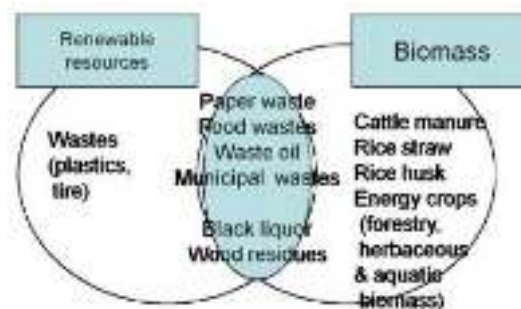 Renewable
resources
Biomass
Wastes
(plastics,
tire)
Paper waste
Food wastes
Waste oil
Municipal wastes
Black liquor
Wood residues
Cattle manure
Rice straw
Rice husk
Energy crops
(forestry,
herbaceous
& aquatic
biomass)